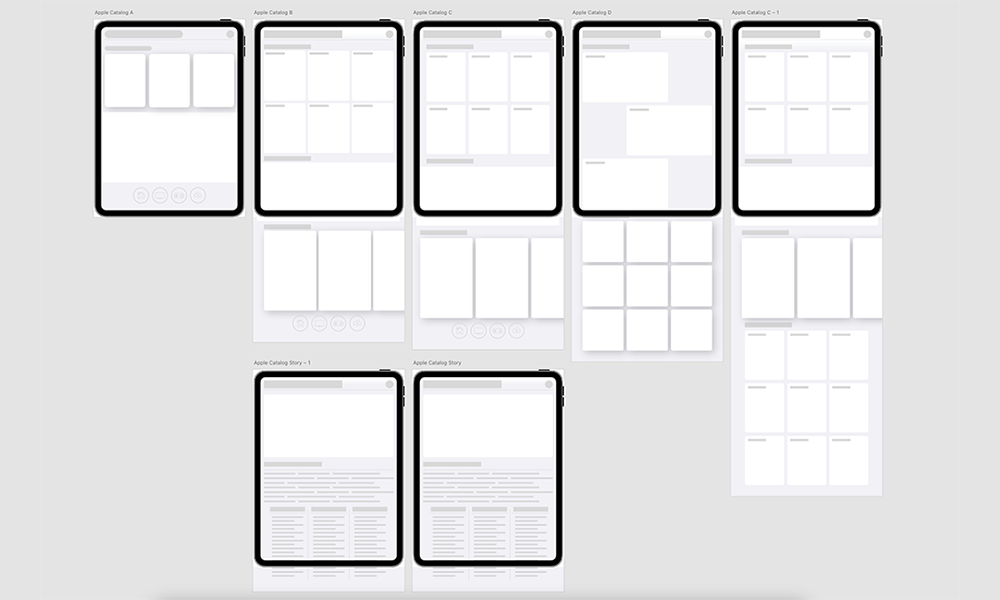 Apple Catalog A
Apple Catalog B
Apple Catalog C
Apple Catalog D
Apple Catalog C – 1
Apple Catalog Story – 1
Apple Catalog Story